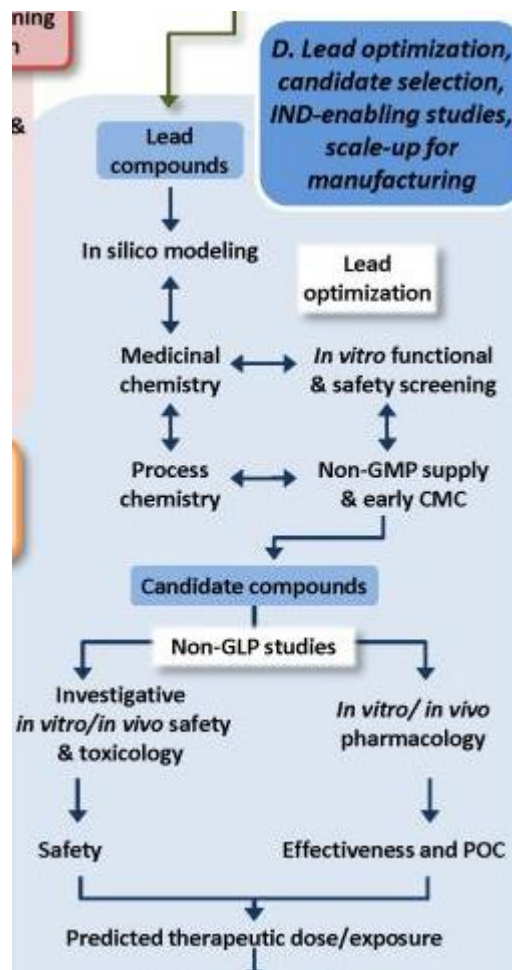 ning
n
&
D. Lead optimization,
candidate selection,
IND-enabling studies,
scale-up for
manufacturing
Lead
compounds
In silico modeling
Lead
optimization
Medicinal
chemistry
In vitro functional
& safety screening
Process
chemistry
Non-GMP supply
& early CMC
Candidate compounds
Non-GLP studies
Investigative
in vitro/in vivo safety
& toxicology
In vitro/ in vivo
pharmacology
Safety
Effectiveness and POC
Predicted therapeutic dose/exposure